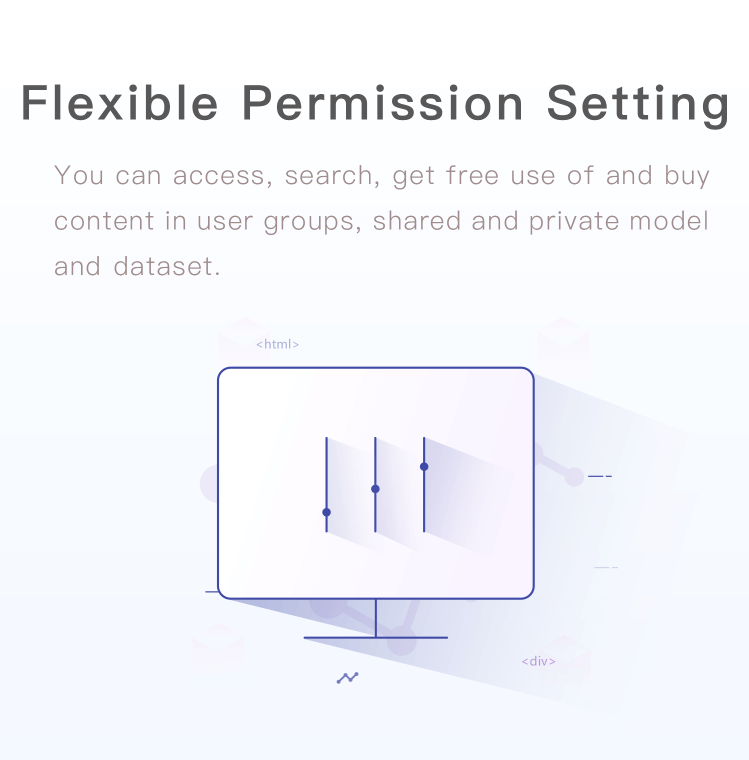 Flexible Permission Setting
You can access, search, get free use of and buy
content in user groups, shared and private model
and dataset.
<html>
<div>